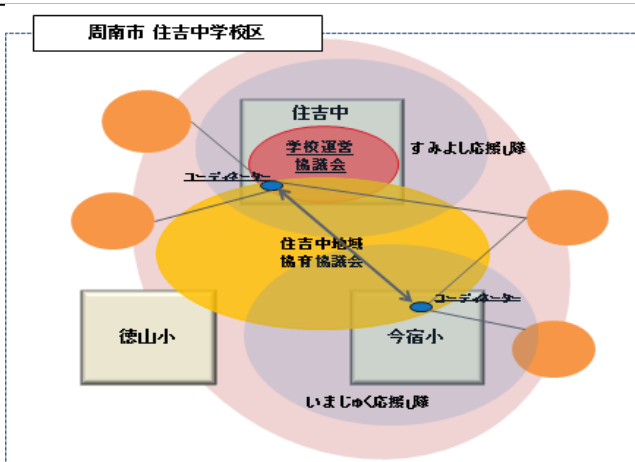 周南市 住吉中学校区
住吉中
学校運営
協議会
すみよし応援し隊
コーディネーター
住吉中地域
協育協議会
コーディネーター
徳山小
今宿小
いまじゅく応援し隊